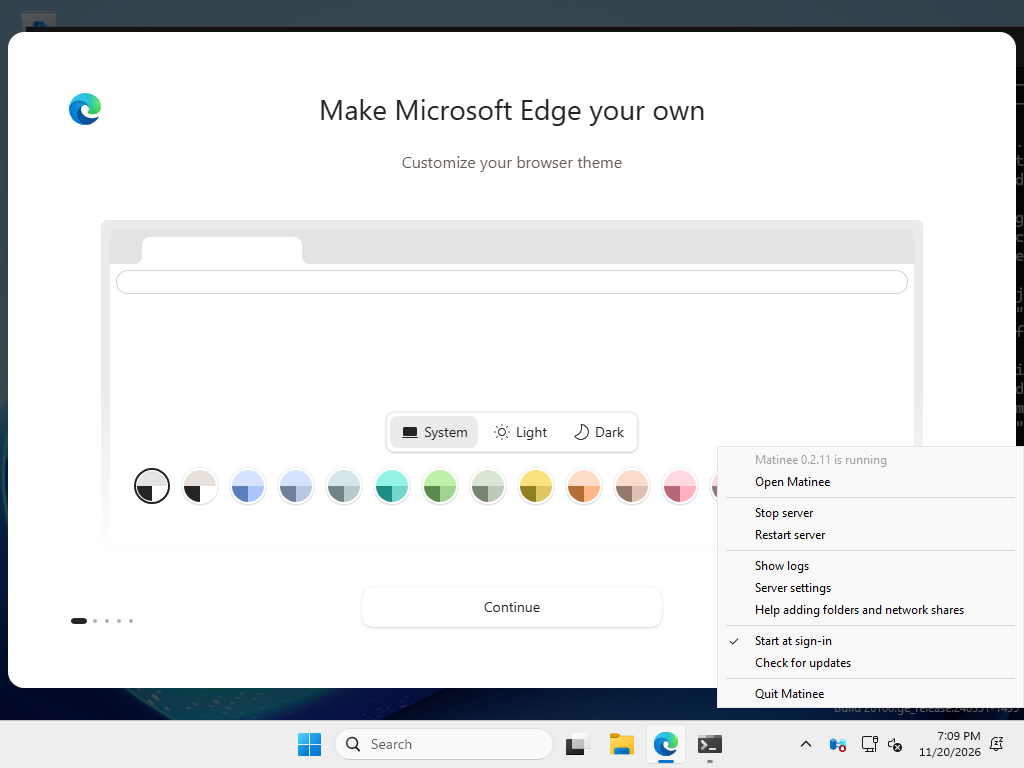 Make Microsoft Edge your own
Customize your browser theme
System
Light
Dark
Continue
Matinee 0.2.11 is running
Open Matinee
Stop server
Restart server
Show logs
Server settings
Help adding folders and network shares
Start at sign-in
Check for updates
Quit Matinee
Search
7:09 PM
11/20/2026